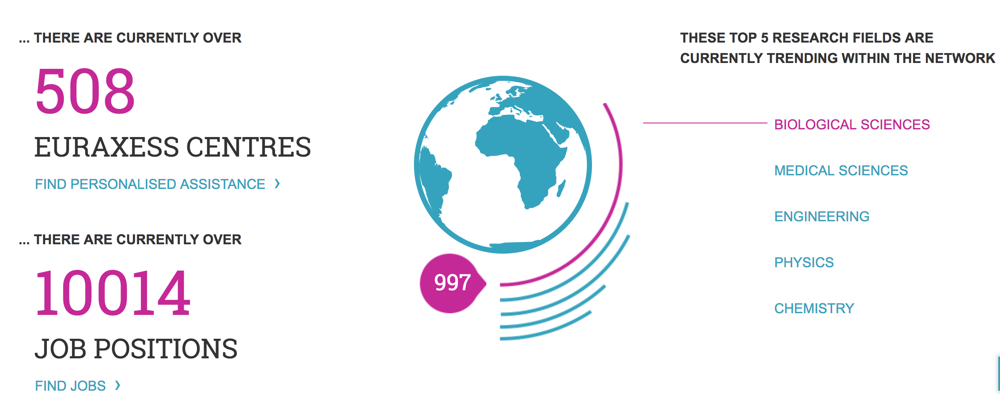 ... THERE ARE CURRENTLY OVER
508
EURAXESS CENTRES
FIND PERSONALISED ASSISTANCE ›
... THERE ARE CURRENTLY OVER
10014
JOB POSITIONS
FIND JOBS ›
997
THESE TOP 5 RESEARCH FIELDS ARE
CURRENTLY TRENDING WITHIN THE NETWORK
BIOLOGICAL SCIENCES
MEDICAL SCIENCES
ENGINEERING
PHYSICS
CHEMISTRY